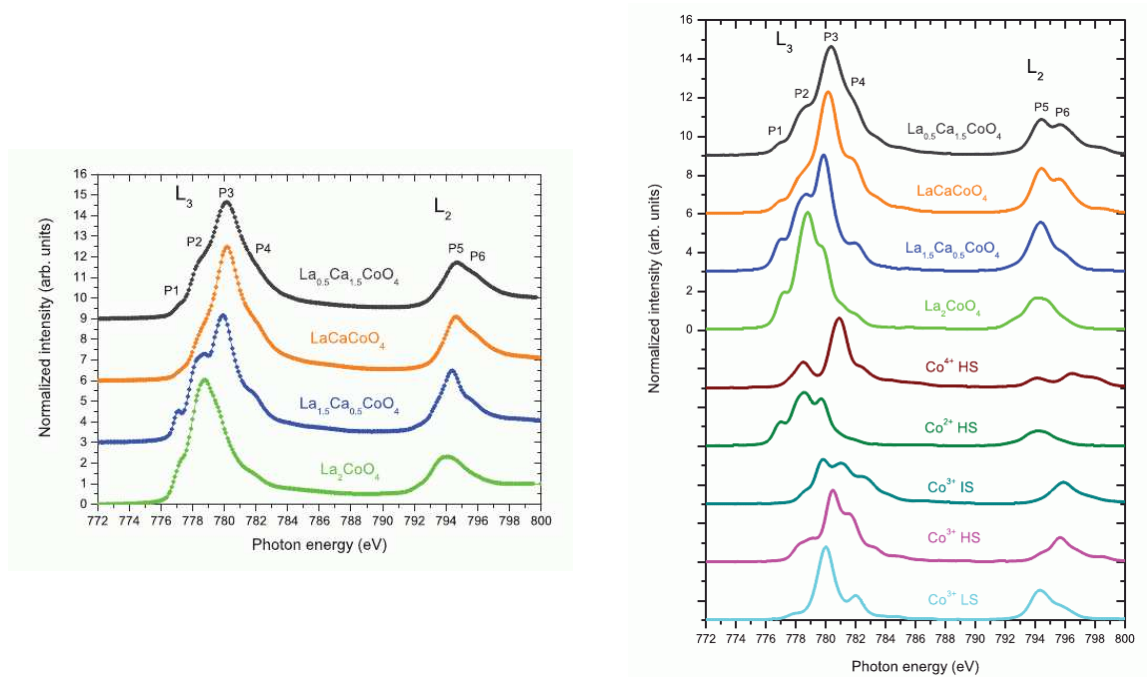 16
15
14
13
12
11
10
9
8
7
6
5
4
3
2
1
0
Normalized intensity (arb. units)
L3
P3
L2
P2
P4
P5
P6
P1
La0.5Ca1.5CoO4
LaCaCoO4
La1.5Ca0.5CoO4
La2CoO4
772 774 776 778 780 782 784 786 788 790 792 794 796 798 800
Photon energy (eV)
16
14
12
10
8
6
4
2
0
Normalized intensity (arb. units)
L3
P3
L2
P2
P4
P1
P5
P6
La0.5Ca1.5CoO4
LaCaCoO4
La1.5Ca0.5CoO4
La2CoO4
Co4+ HS
Co2+ HS
Co3+ IS
Co3+ HS
Co3+ LS
772 774 776 778 780 782 784 786 788 790 792 794 796 798 800
Photon energy (eV)